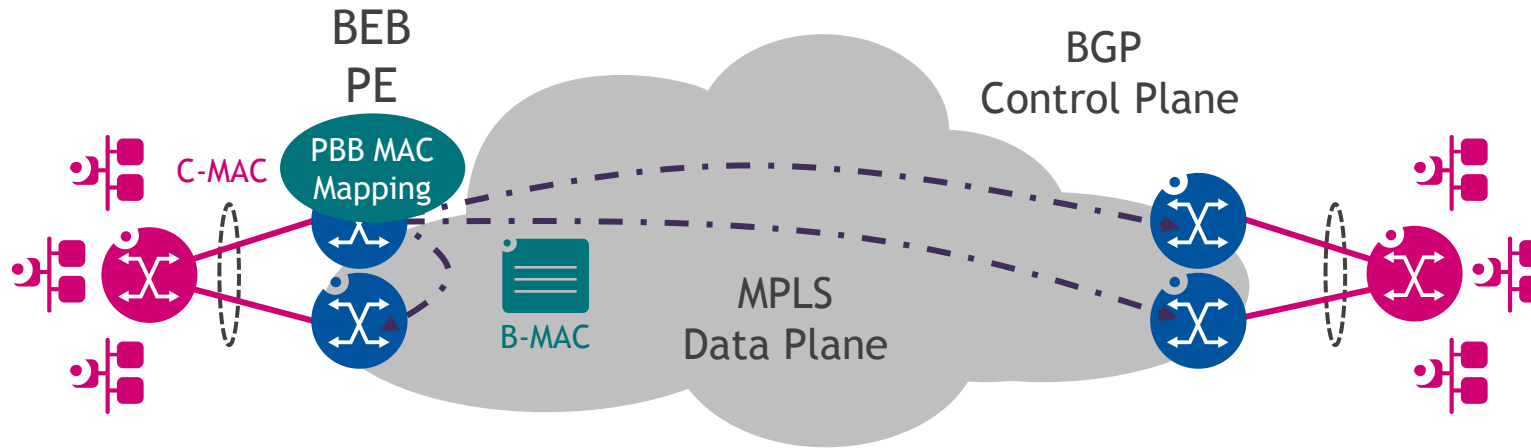 BEB
PE
BGP
Control Plane
C-MAC
PBB MAC
Mapping
B-MAC
MPLS
Data Plane